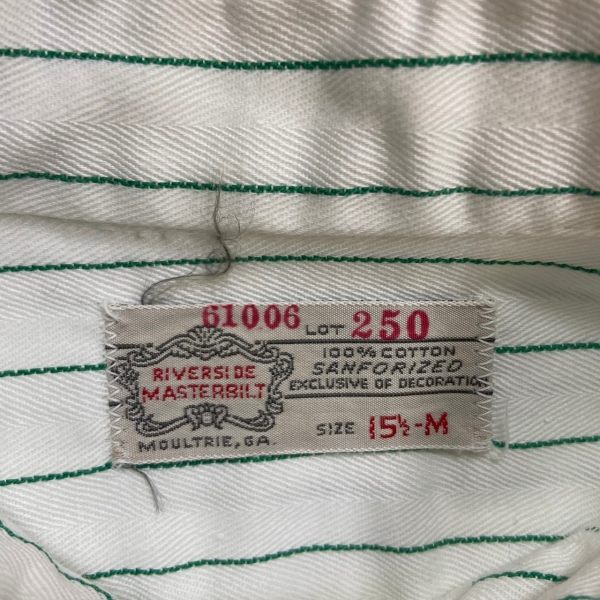 61006 LOT 250
RIVERSIDE
MASTERBILT
MOULTRIE, GA.
100% COTTON
SANFORIZED
EXCLUSIVE OF DECORATIO
SIZE 15½-M